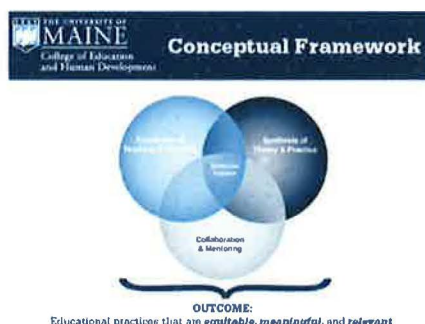 THE UNIVERSITY OF
MAINE
College of Education
and Human Development
Conceptual Framework
Synthesis of
Theory & Practice
Collaboration
& Mentoring
OUTCOME:
Educational practices that are equitable, meaningful, and relevant